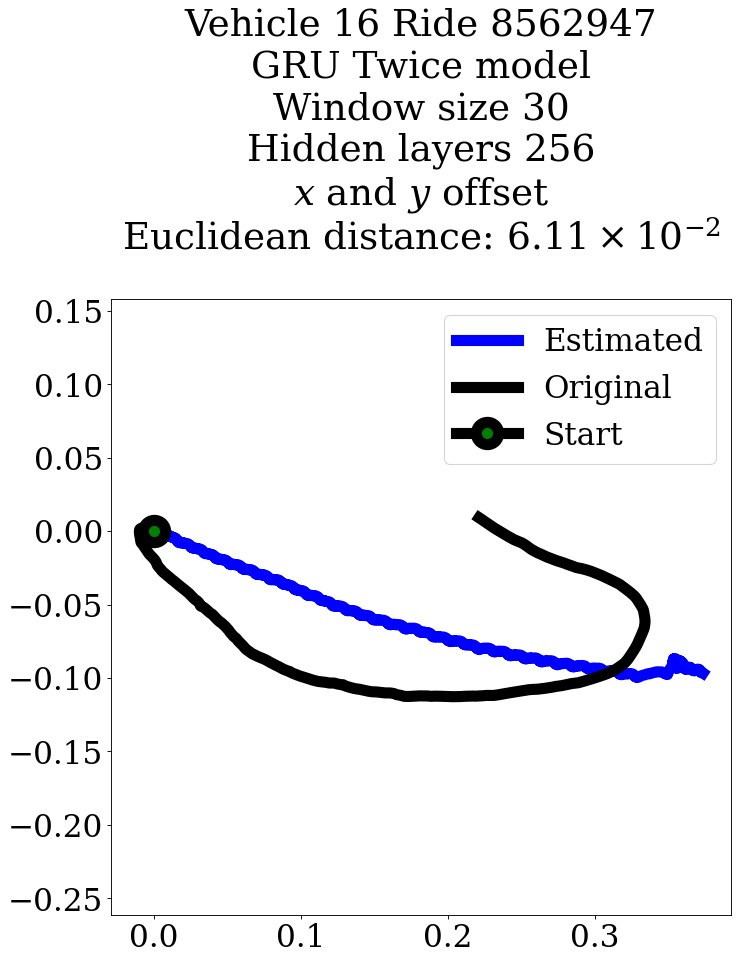 Vehicle 16 Ride 8562947
GRU Twice model
Window size 30
Hidden layers 256
x and y offset
Euclidean distance: 6.11 × 10⁻²
Estimated
Original
Start
0.15
0.10
0.05
0.00
−0.05
−0.10
−0.15
−0.20
−0.25
0.0 0.1 0.2 0.3